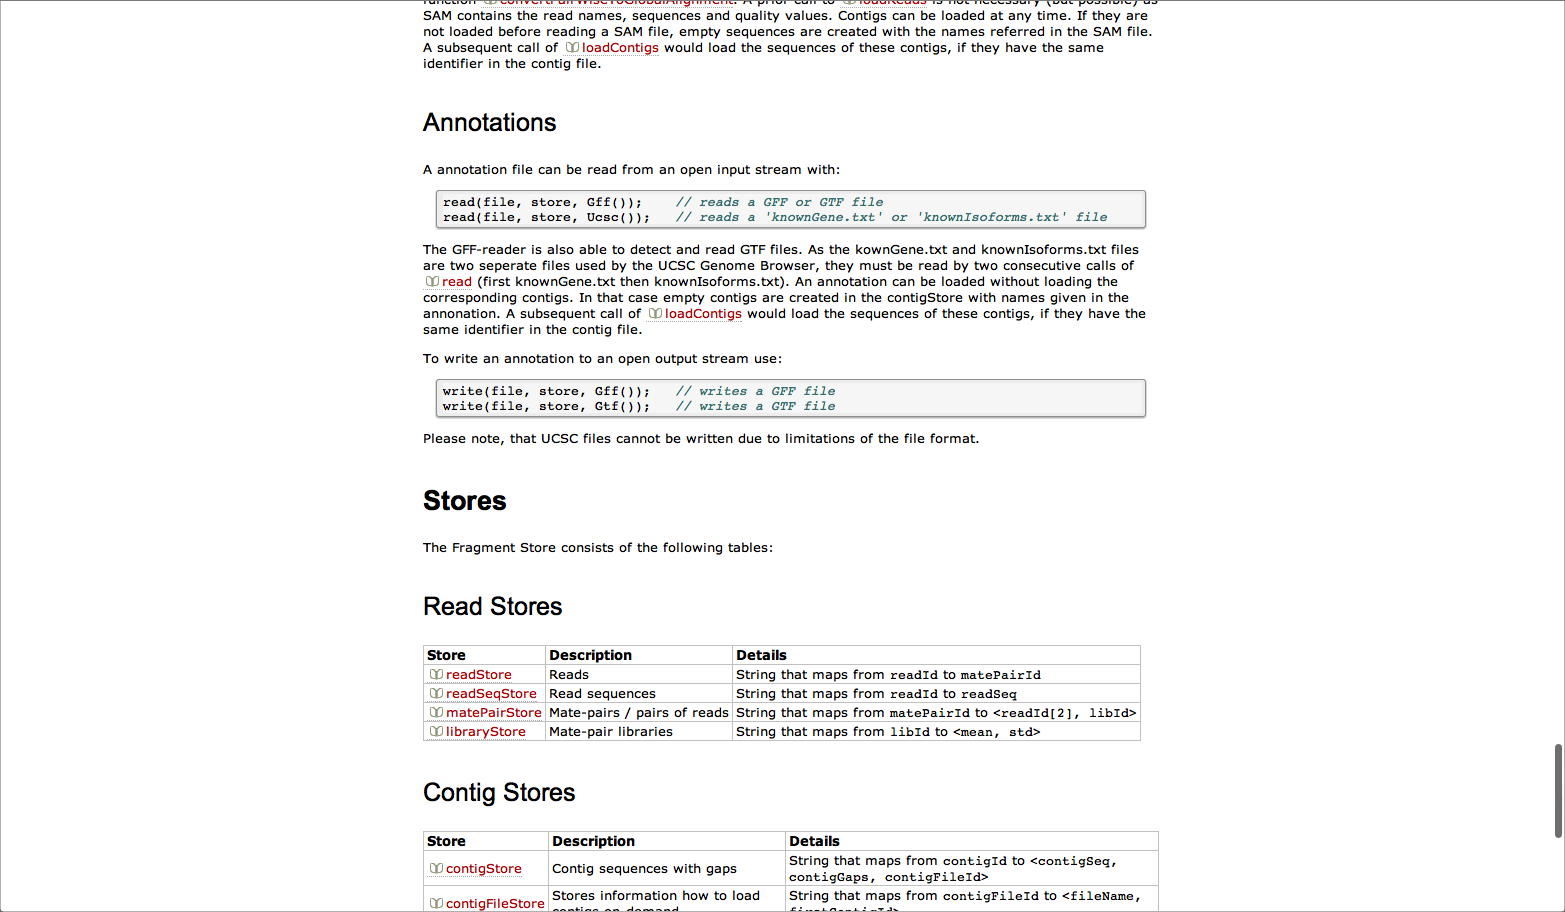 SAM contains the read names, sequences and quality values. Contigs can be loaded at any time. If they are
not loaded before reading a SAM file, empty sequences are created with the names referred in the SAM file.
A subsequent call of loadContigs would load the sequences of these contigs, if they have the same
identifier in the contig file.
Annotations
A annotation file can be read from an open input stream with:
read(file, store, Gff());    // reads a GFF or GTF file
read(file, store, Ucsc());   // reads a 'knownGene.txt' or 'knownIsoforms.txt' file
The GFF-reader is also able to detect and read GTF files. As the kownGene.txt and knownIsoforms.txt files
are two seperate files used by the UCSC Genome Browser, they must be read by two consecutive calls of
read (first knownGene.txt then knownIsoforms.txt). An annotation can be loaded without loading the
corresponding contigs. In that case empty contigs are created in the contigStore with names given in the
annonation. A subsequent call of loadContigs would load the sequences of these contigs, if they have the
same identifier in the contig file.
To write an annotation to an open output stream use:
write(file, store, Gff());   // writes a GFF file
write(file, store, Gtf());   // writes a GTF file
Please note, that UCSC files cannot be written due to limitations of the file format.
Stores
The Fragment Store consists of the following tables:
Read Stores
Store Description Details
readStore Reads String that maps from readId to matePairId
readSeqStore Read sequences String that maps from readId to readSeq
matePairStore Mate-pairs / pairs of reads String that maps from matePairId to <readId[2], libId>
libraryStore Mate-pair libraries String that maps from libId to <mean, std>
Contig Stores
Store Description Details
contigStore Contig sequences with gaps String that maps from contigId to <contigSeq,
contigGaps, contigFileId>
contigFileStore Stores information how to load String that maps from contigFileId to <fileName,